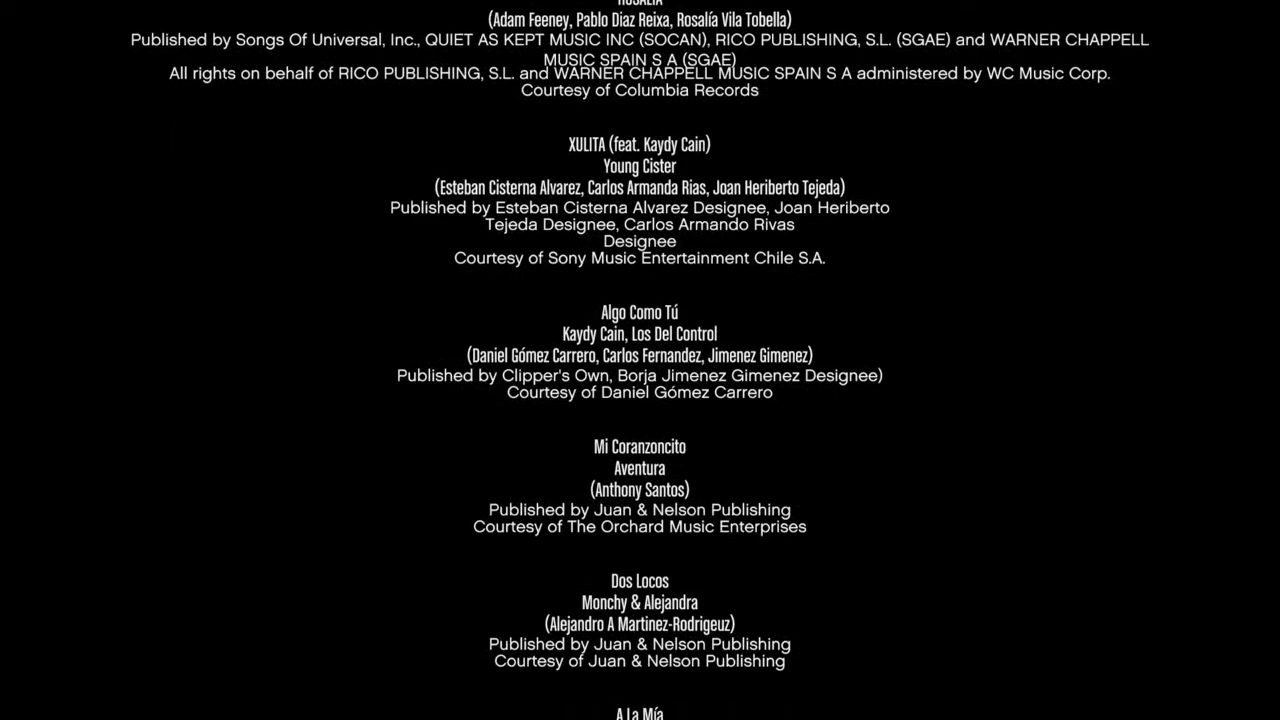 ROSALÍA
(Adam Feeney, Pablo Diaz Reixa, Rosalía Vila Tobella)
Published by Songs Of Universal, Inc., QUIET AS KEPT MUSIC INC (SOCAN), RICO PUBLISHING, S.L. (SGAE) and WARNER CHAPPELL
MUSIC SPAIN S A (SGAE)
All rights on behalf of RICO PUBLISHING, S.L. and WARNER CHAPPELL MUSIC SPAIN S A administered by WC Music Corp.
Courtesy of Columbia Records
XULITA (feat. Kaydy Cain)
Young Cister
(Esteban Cisterna Alvarez, Carlos Armanda Rias, Joan Heriberto Tejeda)
Published by Esteban Cisterna Alvarez Designee, Joan Heriberto
Tejeda Designee, Carlos Armando Rivas
Designee
Courtesy of Sony Music Entertainment Chile S.A.
Algo Como Tú
Kaydy Cain, Los Del Control
(Daniel Gómez Carrero, Carlos Fernandez, Jimenez Gimenez)
Published by Clipper's Own, Borja Jimenez Gimenez Designee)
Courtesy of Daniel Gómez Carrero
Mi Coranzoncito
Aventura
(Anthony Santos)
Published by Juan & Nelson Publishing
Courtesy of The Orchard Music Enterprises
Dos Locos
Monchy & Alejandra
(Alejandro A Martinez-Rodrigeuz)
Published by Juan & Nelson Publishing
Courtesy of Juan & Nelson Publishing
A La Mía